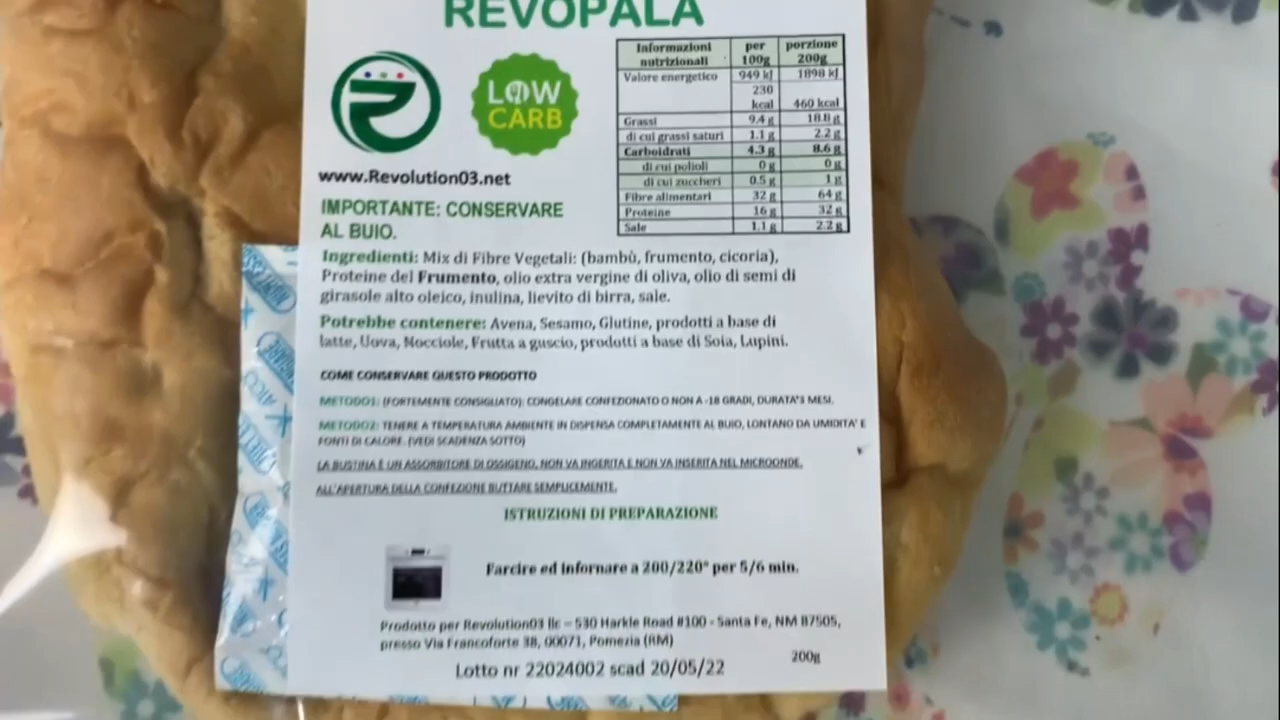 REVOPALA
LOW
CARB
Informazioni nutrizionali per 100g porzione 200g
Valore energetico 949 kJ 1898 kJ
230 kcal 460 kcal
Grassi 9.4 g 18.8 g
di cui grassi saturi 1.1 g 2.2 g
Carboidrati 4.3 g 8.6 g
di cui polioli 0 g 0 g
di cui zuccheri 0.5 g 1 g
Fibre alimentari 32 g 64 g
Proteine 16 g 32 g
Sale 1.1 g 2.2 g
www.Revolution03.net
IMPORTANTE: CONSERVARE
AL BUIO.
Ingredienti: Mix di Fibre Vegetali: (bambù, frumento, cicoria),
Proteine del Frumento, olio extra vergine di oliva, olio di semi di
girasole alto oleico, inulina, lievito di birra, sale.
Potrebbe contenere: Avena, Sesamo, Glutine, prodotti a base di
latte, Uova, Nocciole, Frutta a guscio, prodotti a base di Soia, Lupini.
COME CONSERVARE QUESTO PRODOTTO
METODO1: (FORTEMENTE CONSIGLIATO): CONGELARE CONFEZIONATO O NON A -18 GRADI, DURATA'3 MESI.
METODO2: TENERE A TEMPERATURA AMBIENTE IN DISPENSA COMPLETAMENTE AL BUIO, LONTANO DA UMIDITA' E
FONTI DI CALORE. (VEDI SCADENZA SOTTO)
LA BUSTINA È UN ASSORBITORE DI OSSIGENO, NON VA INGERITA E NON VA INSERITA NEL MICROONDE,
ALL'APERTURA DELLA CONFEZIONE BUTTARE SEMPLICEMENTE.
ISTRUZIONI DI PREPARAZIONE
Farcire ed infornare a 200/220° per 5/6 min.
Prodotto per Revolution03 llc – 530 Harkle Road #100 - Santa Fe, NM 87505,
presso Via Francoforte 38, 00071, Pomezia (RM)
200g
Lotto nr 22024002 scad 20/05/22